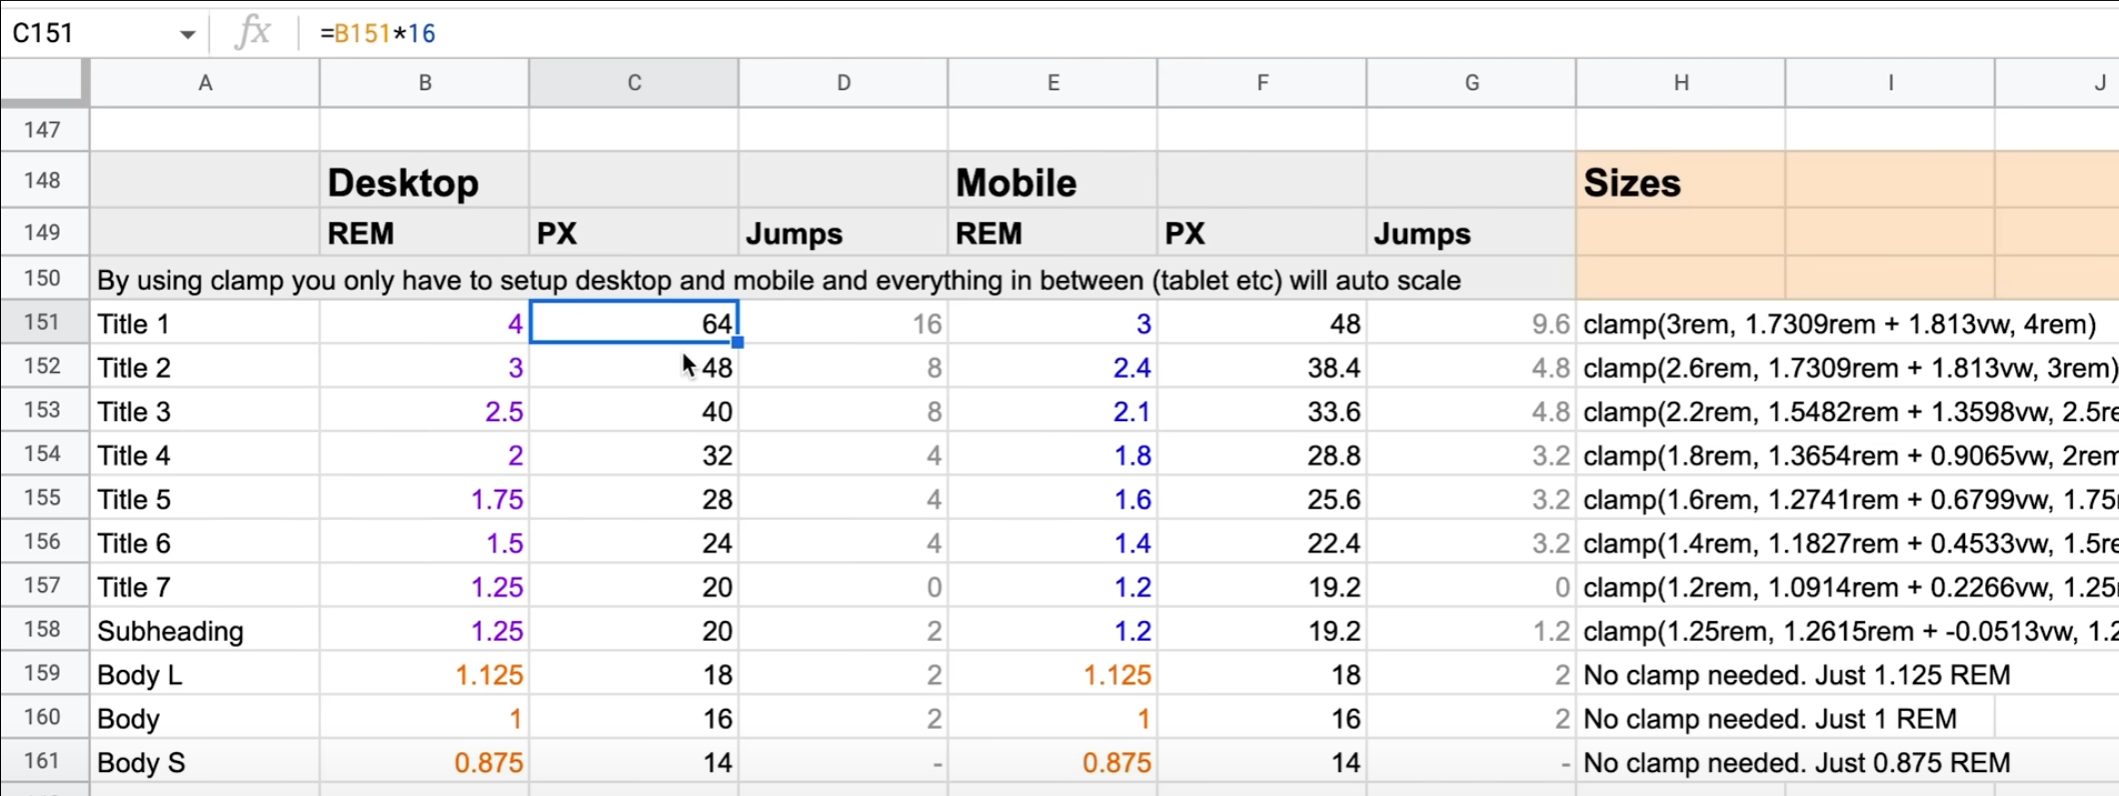 C151 fx =B151*16
A B C D E F G H I J
147
148 Desktop Mobile Sizes
149 REM PX Jumps REM PX Jumps
150 By using clamp you only have to setup desktop and mobile and everything in between (tablet etc) will auto scale
151 Title 1 4 64 16 3 48 9.6 clamp(3rem, 1.7309rem + 1.813vw, 4rem)
152 Title 2 3 48 8 2.4 38.4 4.8 clamp(2.6rem, 1.7309rem + 1.813vw, 3rem)
153 Title 3 2.5 40 8 2.1 33.6 4.8 clamp(2.2rem, 1.5482rem + 1.3598vw, 2.5re
154 Title 4 2 32 4 1.8 28.8 3.2 clamp(1.8rem, 1.3654rem + 0.9065vw, 2rem
155 Title 5 1.75 28 4 1.6 25.6 3.2 clamp(1.6rem, 1.2741rem + 0.6799vw, 1.75
156 Title 6 1.5 24 4 1.4 22.4 3.2 clamp(1.4rem, 1.1827rem + 0.4533vw, 1.5re
157 Title 7 1.25 20 0 1.2 19.2 0 clamp(1.2rem, 1.0914rem + 0.2266vw, 1.25
158 Subheading 1.25 20 2 1.2 19.2 1.2 clamp(1.25rem, 1.2615rem + -0.0513vw, 1.2
159 Body L 1.125 18 2 1.125 18 2 No clamp needed. Just 1.125 REM
160 Body 1 16 2 1 16 2 No clamp needed. Just 1 REM
161 Body S 0.875 14 - 0.875 14 - No clamp needed. Just 0.875 REM